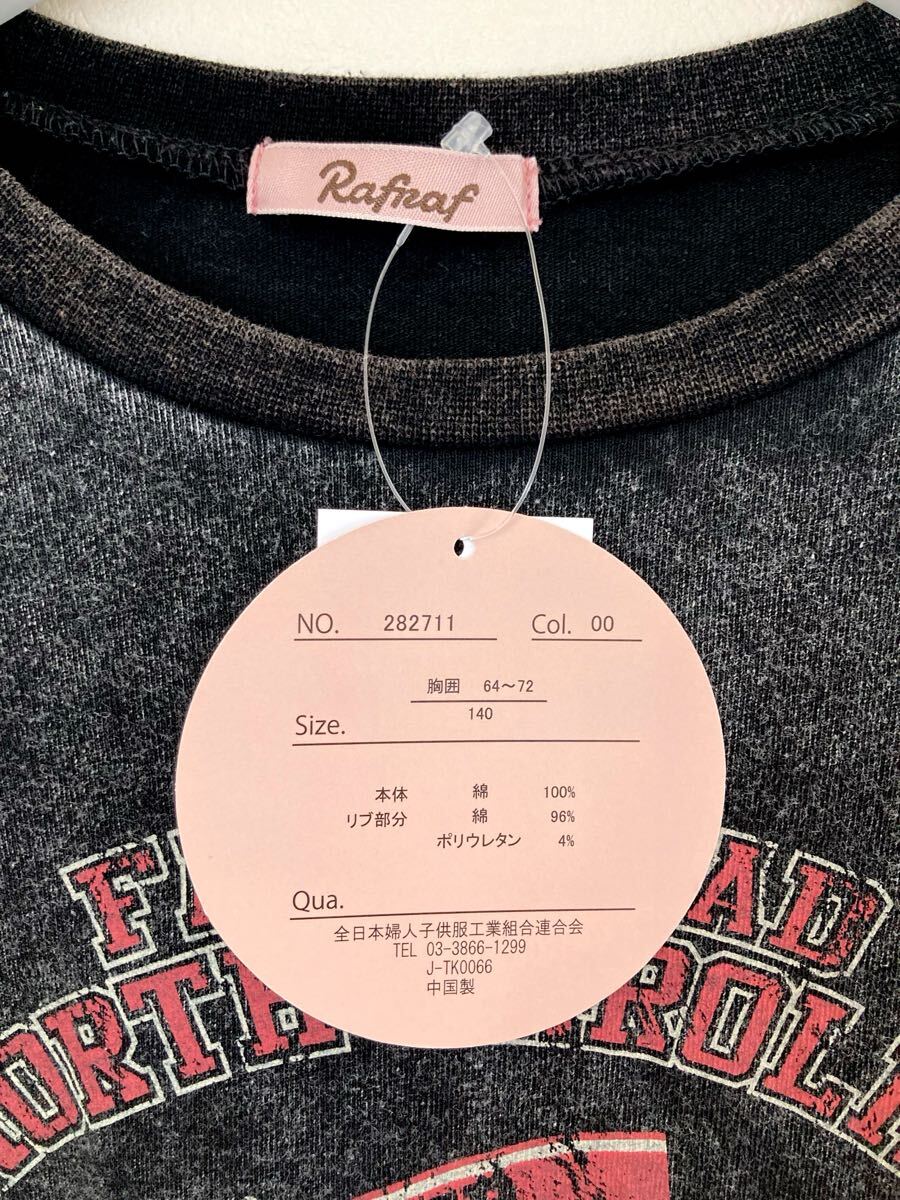 Rafraf
NO. 282711 Col. 00
胸囲 64~72
Size. 140
本体 綿 100%
リブ部分 綿 96%
ポリウレタン 4%
Qua.
全日本婦人子供服工業組合連合会
TEL 03-3866-1299
J-TK0066
中国製